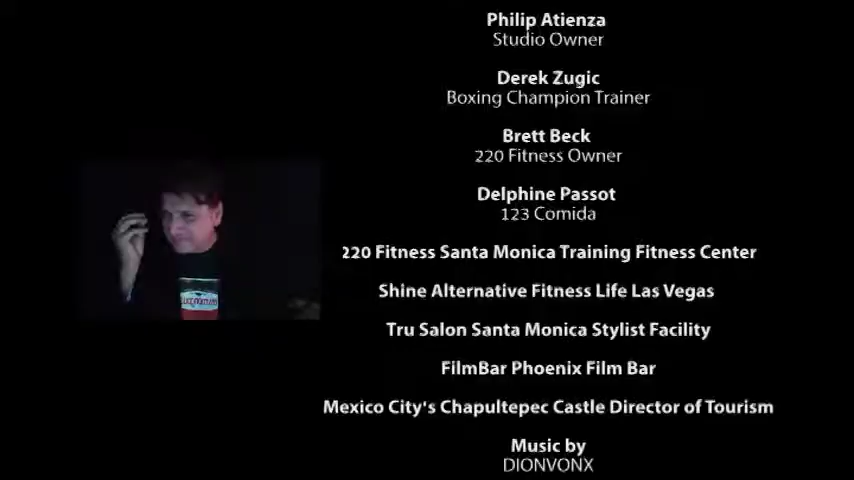 Philip Atienza
Studio Owner
Derek Zugic
Boxing Champion Trainer
Brett Beck
220 Fitness Owner
Delphine Passot
123 Comida
220 Fitness Santa Monica Training Fitness Center
Shine Alternative Fitness Life Las Vegas
Tru Salon Santa Monica Stylist Facility
FilmBar Phoenix Film Bar
Mexico City's Chapultepec Castle Director of Tourism
Music by
DIONVONX